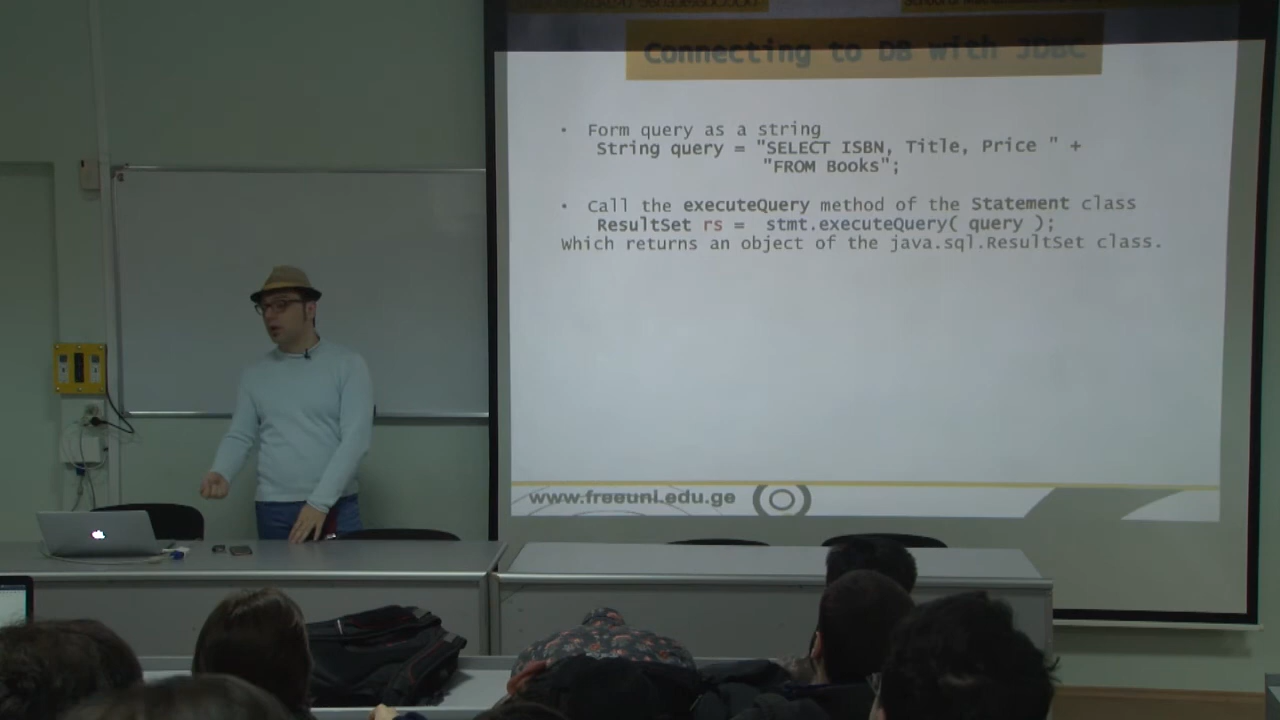 Connecting to DB with JDBC
• Form query as a string
String query = "SELECT ISBN, Title, Price " +
"FROM Books";
• Call the executeQuery method of the Statement class
ResultSet rs = stmt.executeQuery( query );
Which returns an object of the java.sql.ResultSet class.
www.freeuni.edu.ge